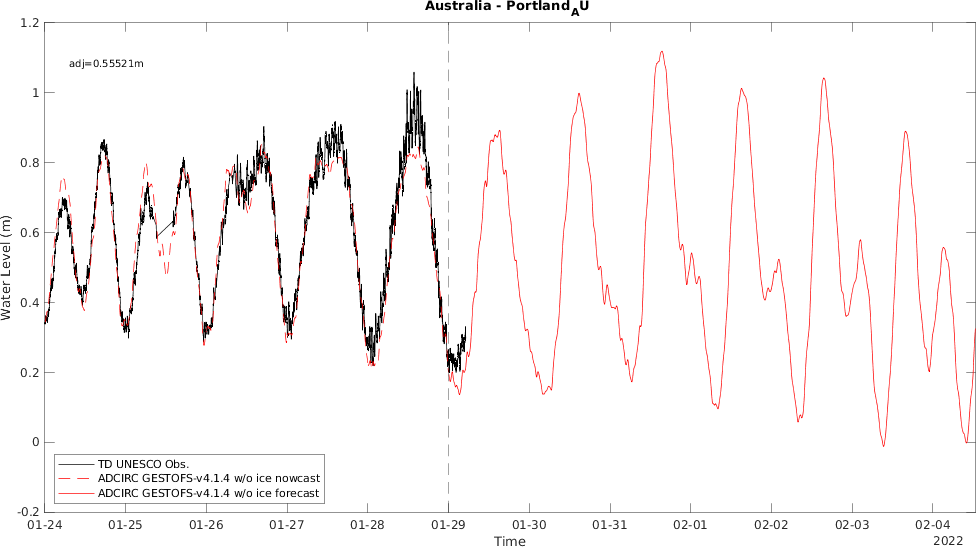 Australia - Portland_AU
1.2
adj=0.55521m
1
0.8
0.6
0.4
0.2
0
-0.2
Water Level (m)
TD UNESCO Obs.
ADCIRC GESTOFS-v4.1.4 w/o ice nowcast
ADCIRC GESTOFS-v4.1.4 w/o ice forecast
01-24 01-25 01-26 01-27 01-28 01-29 01-30 01-31 02-01 02-02 02-03 02-04
Time
2022